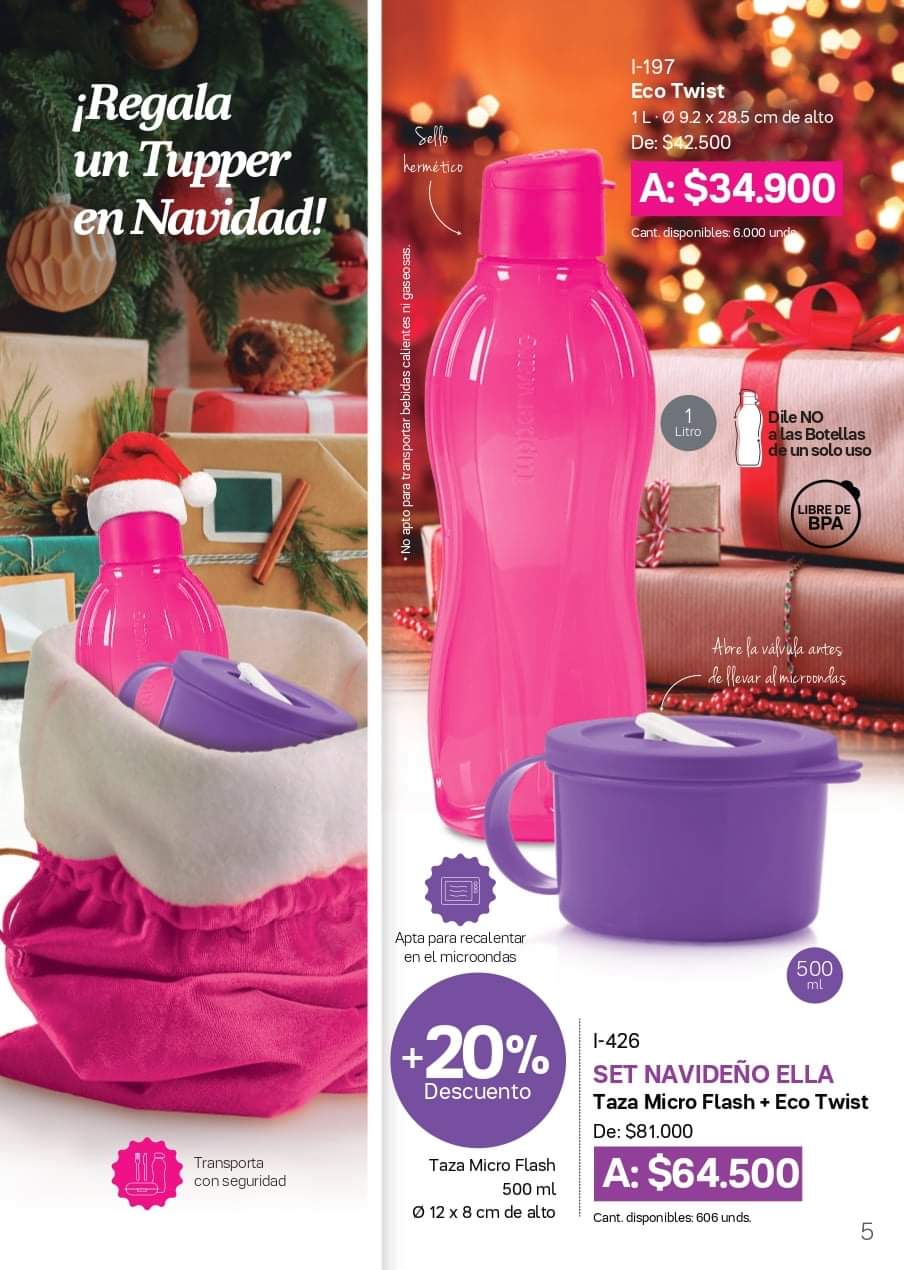 ¡Regala
un Tupper
en Navidad!
Transporta
con seguridad
I-197
Eco Twist
1 L · Ø 9.2 x 28.5 cm de alto
De: $42.500
A: $34.900
Cant. disponibles: 6.000 unds.
Sello
hermético
• No apto para transportar bebidas calientes ni gaseosas.
tupperware
1
Litro
Dile NO
a las Botellas
de un solo uso
LIBRE DE
BPA
Abre la válvula antes
de llevar al microondas
Apta para recalentar
en el microondas
500
ml
+20%
Descuento
Taza Micro Flash
500 ml
Ø 12 x 8 cm de alto
I-426
SET NAVIDEÑO ELLA
Taza Micro Flash + Eco Twist
De: $81.000
A: $64.500
Cant. disponibles: 606 unds.
5